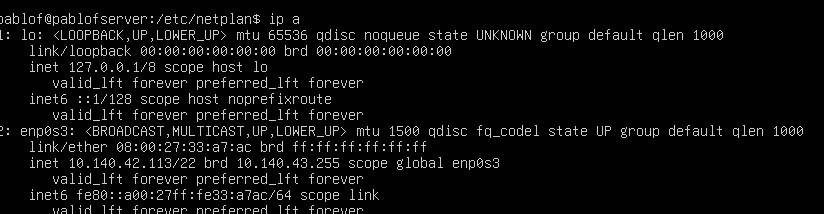 pablof@pablofserver:/etc/netplan$ ip a
1: lo: <LOOPBACK,UP,LOWER_UP> mtu 65536 qdisc noqueue state UNKNOWN group default qlen 1000
link/loopback 00:00:00:00:00:00 brd 00:00:00:00:00:00
inet 127.0.0.1/8 scope host lo
valid_lft forever preferred_lft forever
inet6 ::1/128 scope host noprefixroute
valid_lft forever preferred_lft forever
2: enp0s3: <BROADCAST,MULTICAST,UP,LOWER_UP> mtu 1500 qdisc fq_codel state UP group default qlen 1000
link/ether 08:00:27:33:a7:ac brd ff:ff:ff:ff:ff:ff
inet 10.140.42.113/22 brd 10.140.43.255 scope global enp0s3
valid_lft forever preferred_lft forever
inet6 fe80::a00:27ff:fe33:a7ac/64 scope link
valid_lft forever preferred_lft forever